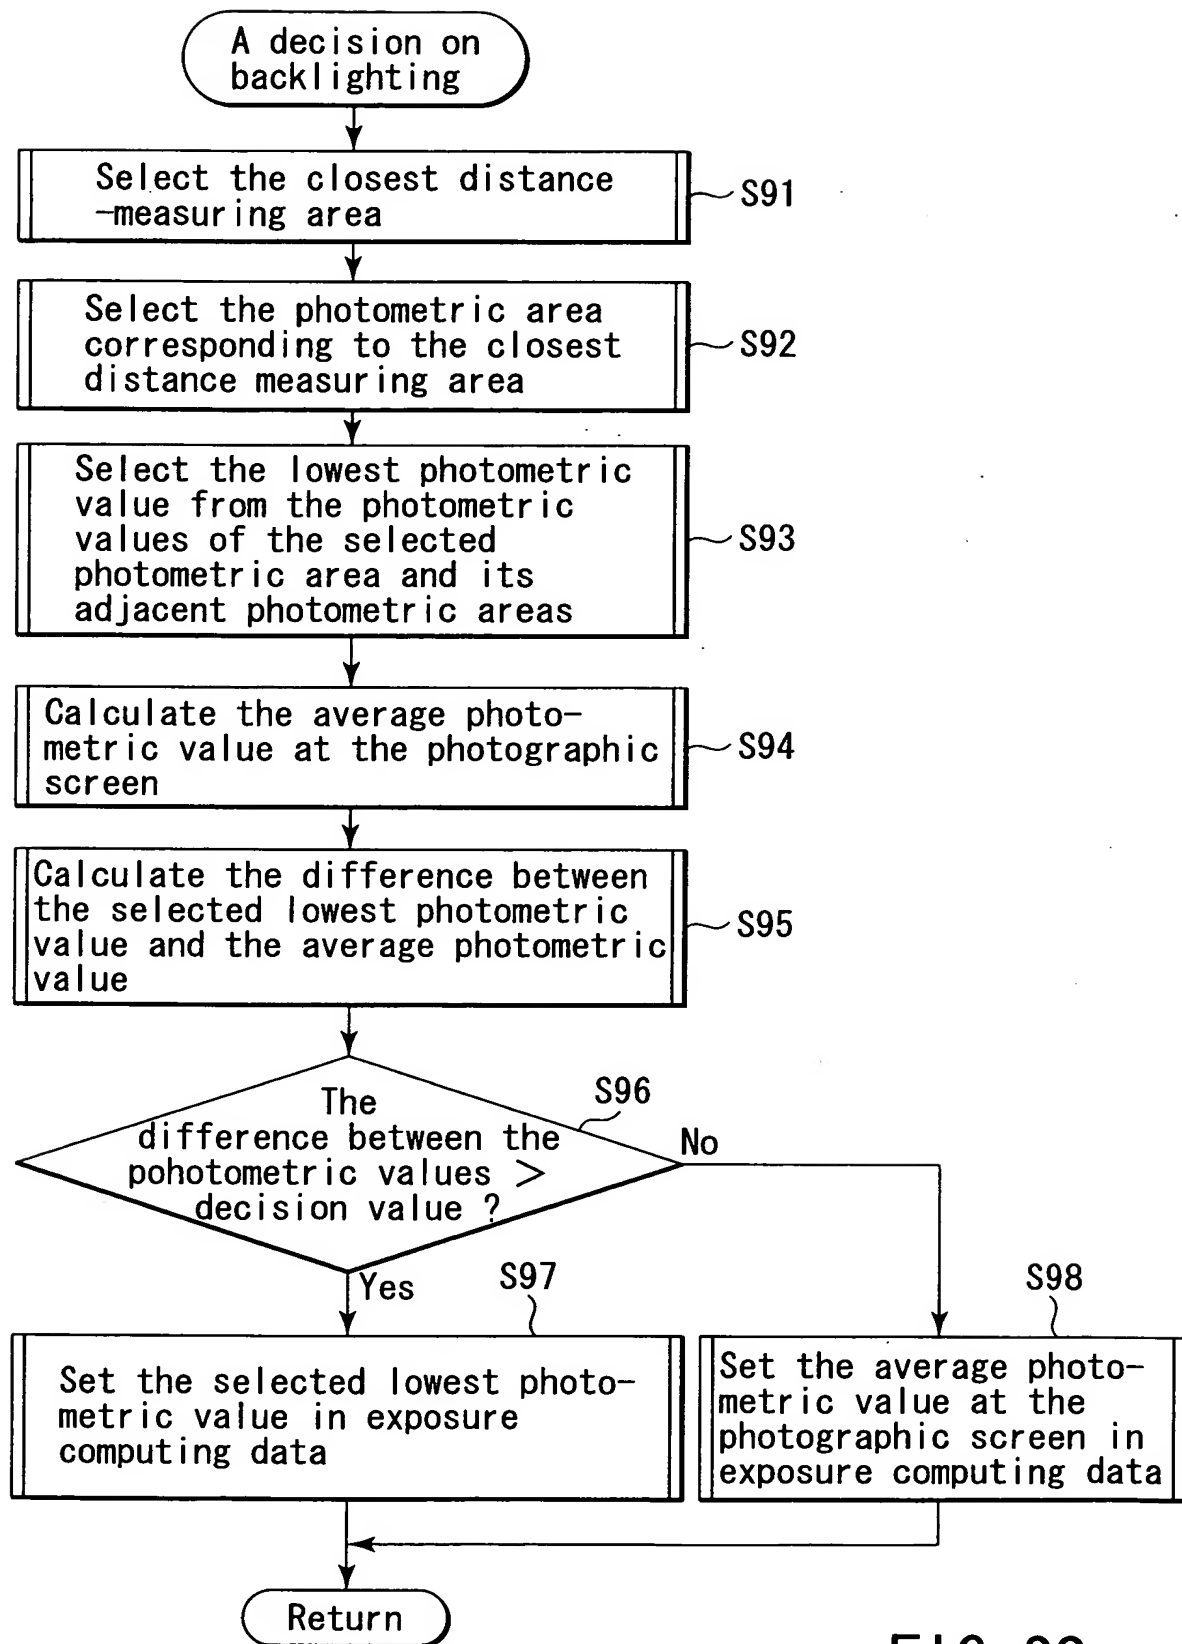 A decision on
backlighting
Select the closest distance
-measuring area
S91
Select the photometric area
corresponding to the closest
distance measuring area
S92
Select the lowest photometric
value from the photometric
values of the selected
photometric area and its
adjacent photometric areas
S93
Calculate the average photo-
metric value at the photographic
screen
S94
Calculate the difference between
the selected lowest photometric
value and the average photometric
value
S95
The
difference between the
pohotometric values >
decision value ?
S96
No
Yes
S97
Set the selected lowest photo-
metric value in exposure
computing data
S98
Set the average photo-
metric value at the
photographic screen in
exposure computing data
Return